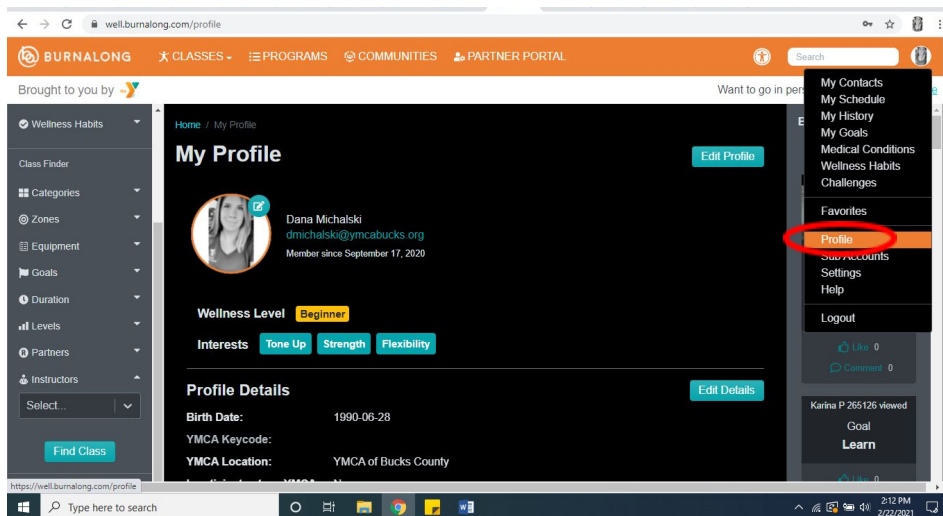 well.burnalong.com/profile
BURNALONG
CLASSES
PROGRAMS
COMMUNITIES
PARTNER PORTAL
Search
Brought to you by
Want to go in pers
Wellness Habits
Class Finder
Categories
Zones
Equipment
Goals
Duration
Levels
Partners
Instructors
Select...
Find Class
https://well.burnalong.com/profile
Home / My Profile
My Profile
Edit Profile
Dana Michalski
dmichalski@ymcabucks.org
Member since September 17, 2020
Wellness Level Beginner
Interests Tone Up Strength Flexibility
Profile Details
Edit Details
Birth Date: 1990-06-28
YMCA Keycode:
YMCA Location: YMCA of Bucks County
My Contacts
My Schedule
My History
My Goals
Medical Conditions
Wellness Habits
Challenges
Favorites
Profile
Sub Accounts
Settings
Help
Logout
Like 0
Comment 0
Karina P 265126 viewed
Goal
Learn
Like 0
Type here to search
2:12 PM
2/22/2021